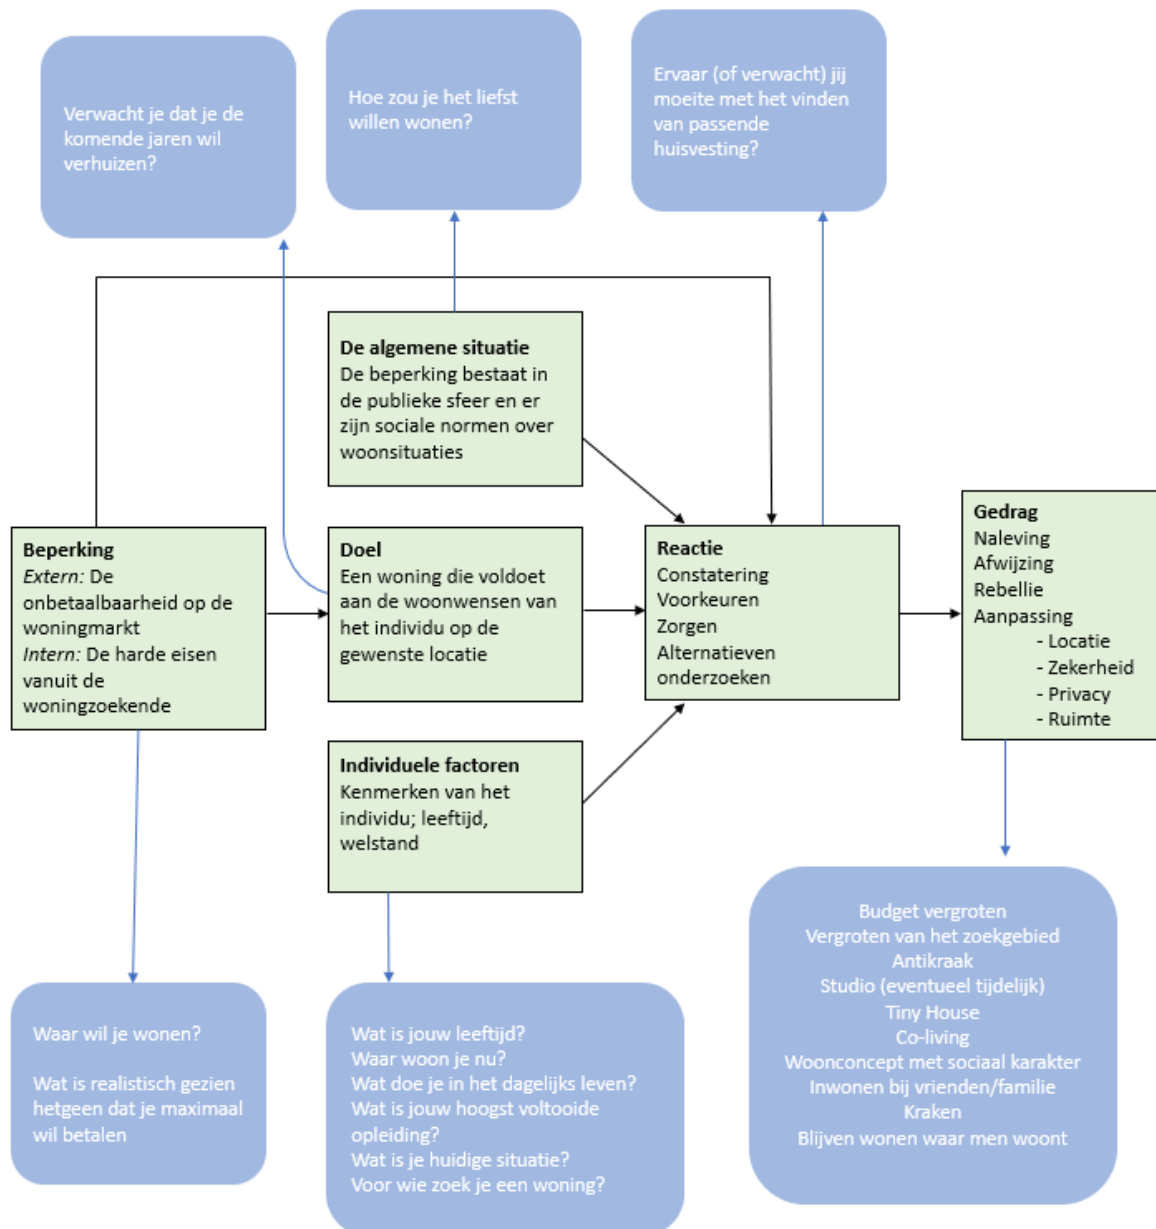 Verwacht je dat je de
komende jaren wil
verhuizen?
Hoe zou je het liefst
willen wonen?
Ervaar (of verwacht) jij
moeite met het vinden
van passende
huisvesting?
De algemene situatie
De beperking bestaat in
de publieke sfeer en er
zijn sociale normen over
woonsituaties
Beperking
Extern: De
onbetaalbaarheid op de
woningmarkt
Intern: De harde eisen
vanuit de
woningzoekende
Doel
Een woning die voldoet
aan de woonwensen van
het individu op de
gewenste locatie
Reactie
Constatering
Voorkeuren
Zorgen
Alternatieven
onderzoeken
Gedrag
Naleving
Afwijzing
Rebellie
Aanpassing
- Locatie
- Zekerheid
- Privacy
- Ruimte
Individuele factoren
Kenmerken van het
individu; leeftijd,
welstand
Waar wil je wonen?
Wat is realistisch gezien
hetgeen dat je maximaal
wil betalen
Wat is jouw leeftijd?
Waar woon je nu?
Wat doe je in het dagelijks leven?
Wat is jouw hoogst voltooide
opleiding?
Wat is je huidige situatie?
Voor wie zoek je een woning?
Budget vergroten
Vergroten van het zoekgebied
Antikraak
Studio (eventueel tijdelijk)
Tiny House
Co-living
Woonconcept met sociaal karakter
Inwonen bij vrienden/familie
Kraken
Blijven wonen waar men woont